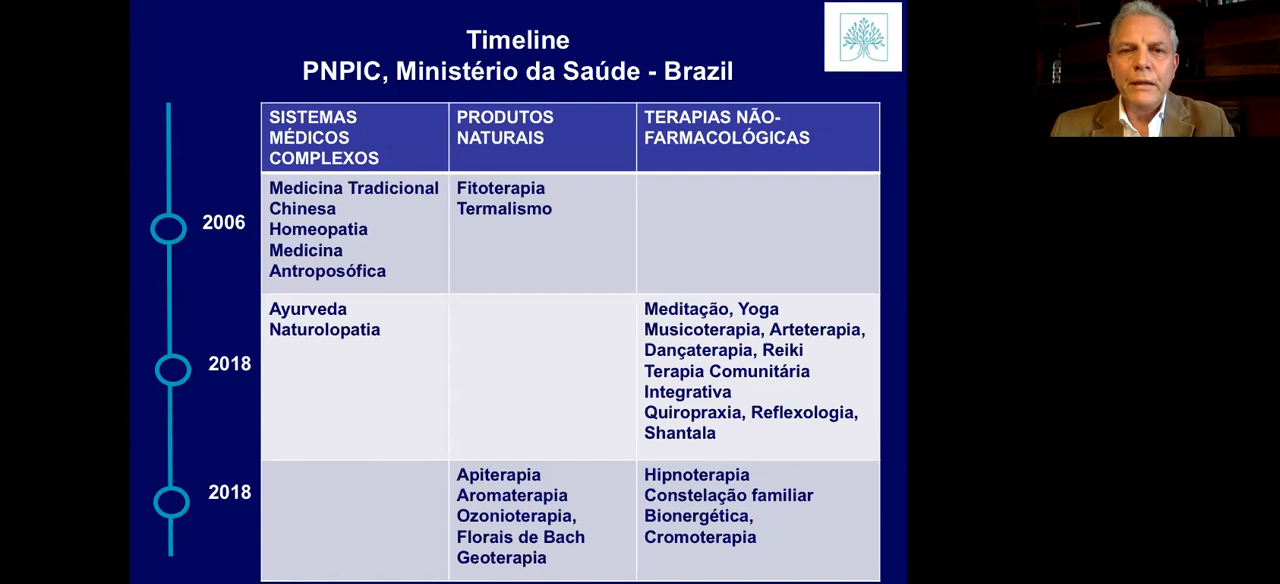 Timeline
PNPIC, Ministério da Saúde - Brazil
SISTEMAS
MÉDICOS
COMPLEXOS
PRODUTOS
NATURAIS
TERAPIAS NÃO-
FARMACOLÓGICAS
2006
Medicina Tradicional
Chinesa
Homeopatia
Medicina
Antroposófica
Fitoterapia
Termalismo
2018
Ayurveda
Naturolopatia
Meditação, Yoga
Musicoterapia, Arteterapia,
Dançaterapia, Reiki
Terapia Comunitária
Integrativa
Quiropraxia, Reflexologia,
Shantala
2018
Apiterapia
Aromaterapia
Ozonioterapia,
Florais de Bach
Geoterapia
Hipnoterapia
Constelação familiar
Bionergética,
Cromoterapia